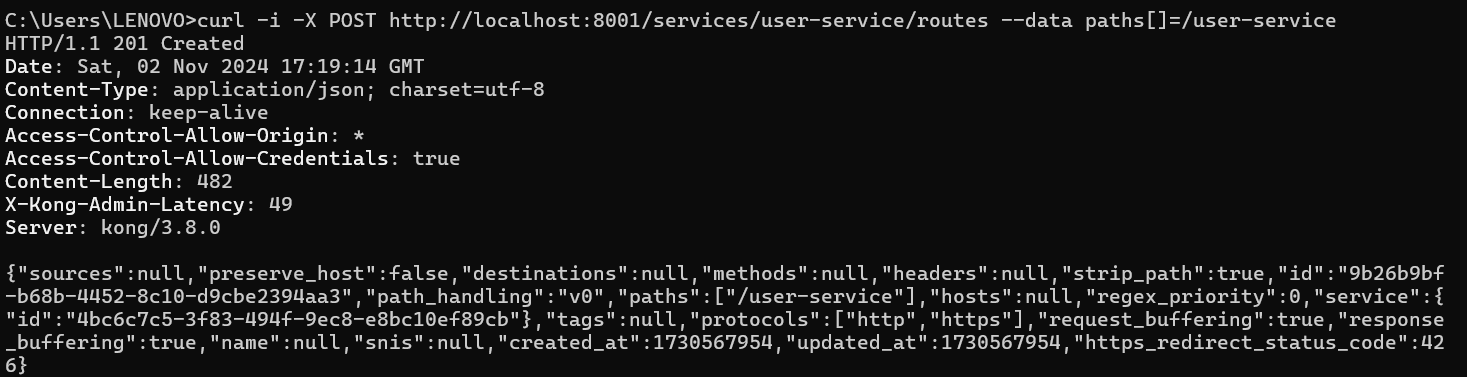 C:\Users\LENOVO>curl -i -X POST http://localhost:8001/services/user-service/routes --data paths[]=/user-service
HTTP/1.1 201 Created
Date: Sat, 02 Nov 2024 17:19:14 GMT
Content-Type: application/json; charset=utf-8
Connection: keep-alive
Access-Control-Allow-Origin: *
Access-Control-Allow-Credentials: true
Content-Length: 482
X-Kong-Admin-Latency: 49
Server: kong/3.8.0

{"sources":null,"preserve_host":false,"destinations":null,"methods":null,"headers":null,"strip_path":true,"id":"9b26b9bf
-b68b-4452-8c10-d9cbe2394aa3","path_handling":"v0","paths":["/user-service"],"hosts":null,"regex_priority":0,"service":{
"id":"4bc6c7c5-3f83-494f-9ec8-e8bc10ef89cb"},"tags":null,"protocols":["http","https"],"request_buffering":true,"response
_buffering":true,"name":null,"snis":null,"created_at":1730567954,"updated_at":1730567954,"https_redirect_status_code":42
6}